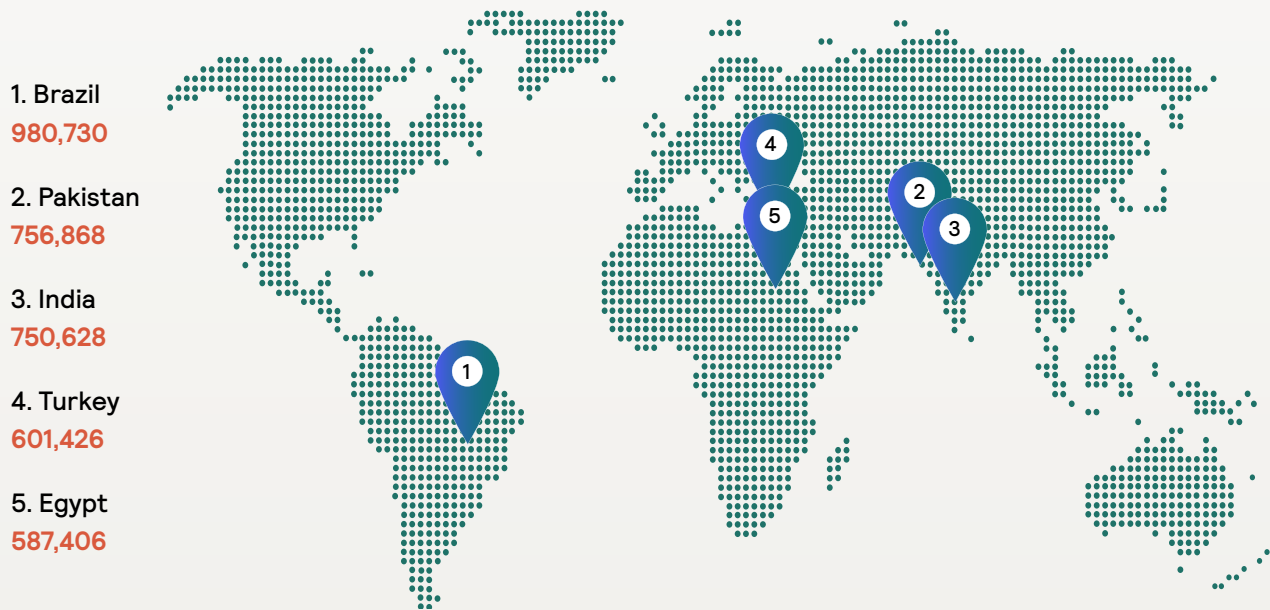 1. Brazil
980,730
2. Pakistan
756,868
3. India
750,628
4. Turkey
601,426
5. Egypt
587,406
4
2
5
3
1